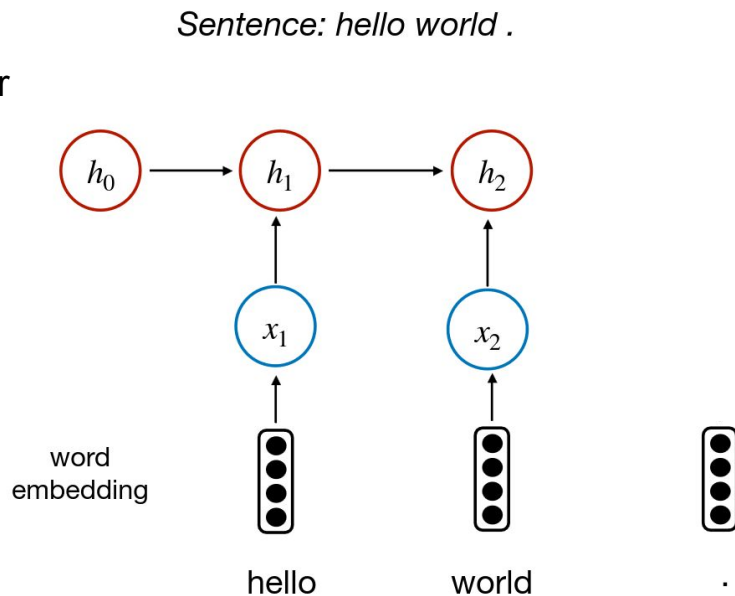 Sentence: hello world .
r
h0
h1
h2
x1
x2
word
embedding
hello world .